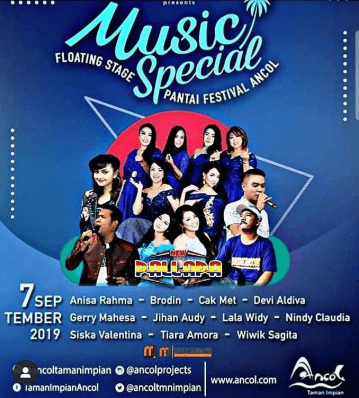 presents
Music
Special
FLOATING STAGE
PANTAI FESTIVAL ANCOL
NEW
PALLAPA
7 SEP
TEMBER
2019
Anisa Rahma - Brodin - Cak Met - Devi Aldiva
Gerry Mahesa - Jihan Audy - Lala Widy - Nindy Claudia
Siska Valentina - Tiara Amora - Wiwik Sagita
ancoltamanimpian
@ancolprojects
TamanImpianAncol
@ancoltmnimpian
www.ancol.com
Ancol
Taman Impian